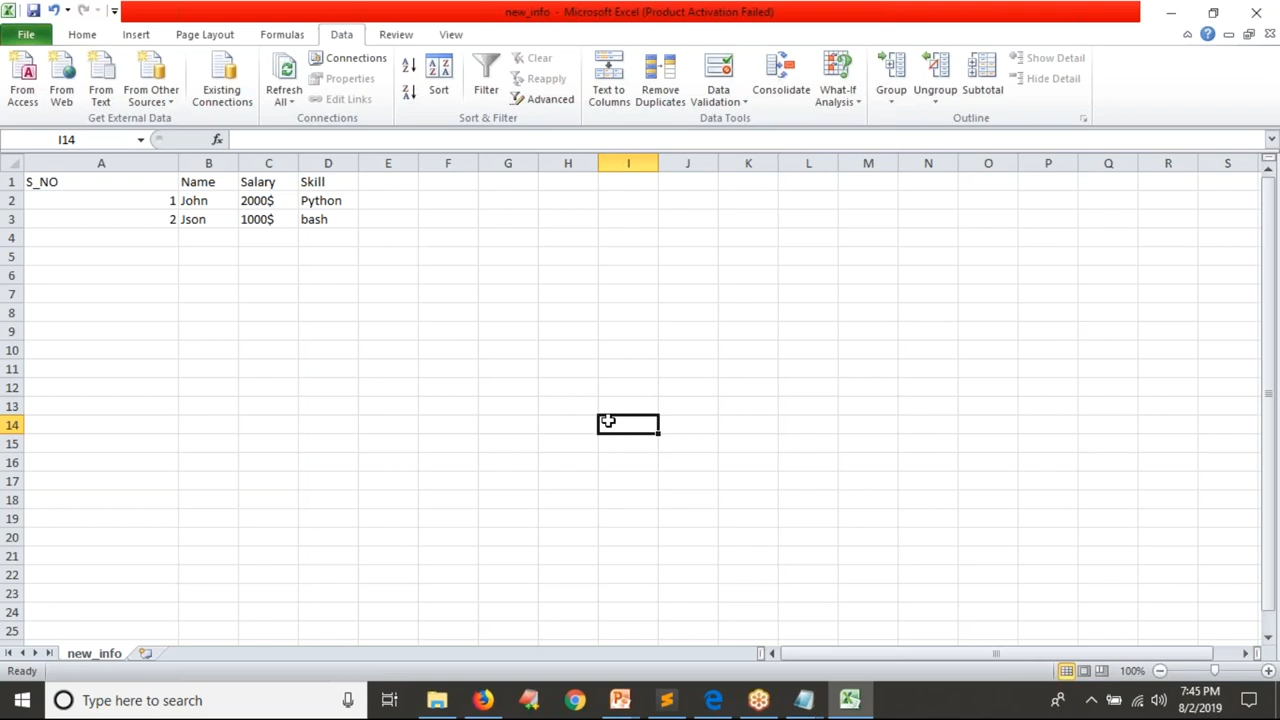 new_info - Microsoft Excel (Product Activation Failed)
File Home Insert Page Layout Formulas Data Review View
From Access
From Web
From Text
From Other Sources
Existing Connections
Get External Data
Refresh All
Connections
Properties
Edit Links
Connections
Sort
Filter
Clear
Reapply
Advanced
Sort & Filter
Text to Columns
Remove Duplicates
Data Validation
Consolidate
What-If Analysis
Data Tools
Group
Ungroup
Subtotal
Show Detail
Hide Detail
Outline
I14 fx
A B C D E F G H I J K L M N O P Q R S
1 S_NO Name Salary Skill
2 1 John 2000$ Python
3 2 Json 1000$ bash
4
5
6
7
8
9
10
11
12
13
14
15
16
17
18
19
20
21
22
23
24
25
new_info
Ready 100%
Type here to search
7:45 PM
8/2/2019